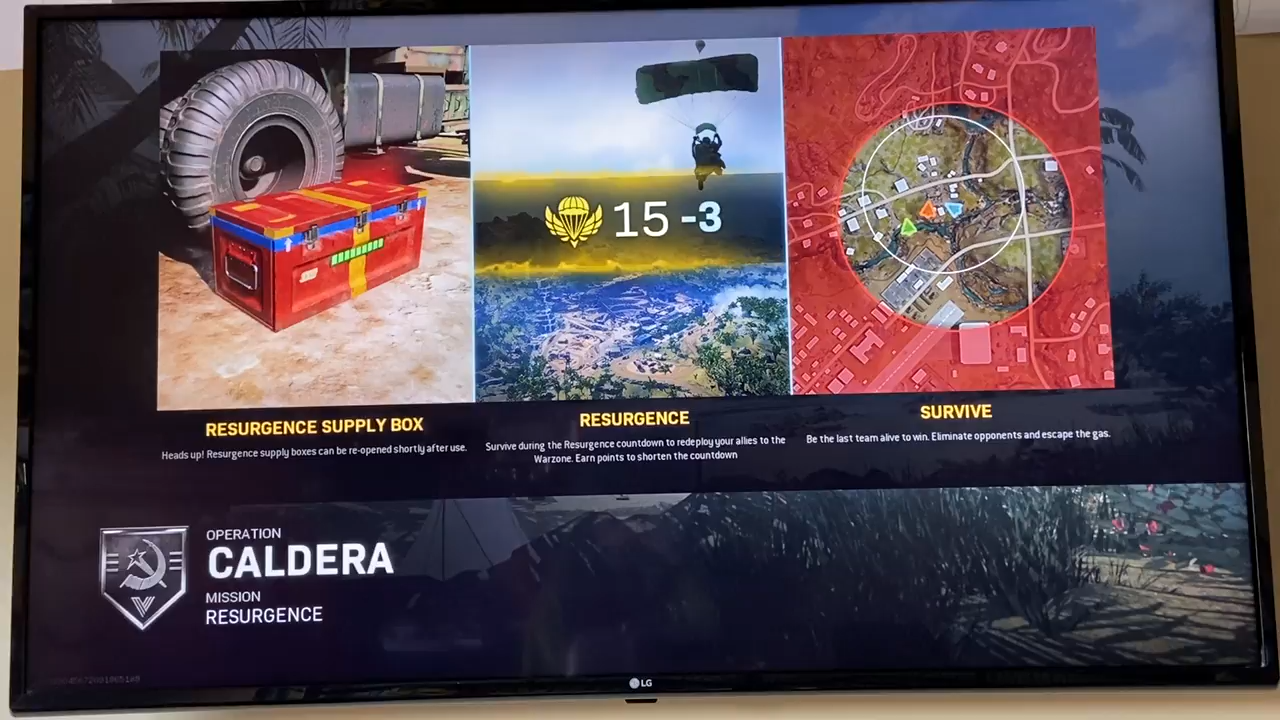 15 -3
RESURGENCE SUPPLY BOX
Heads up! Resurgence supply boxes can be re-opened shortly after use.
RESURGENCE
Survive during the Resurgence countdown to redeploy your allies to the
Warzone. Earn points to shorten the countdown
SURVIVE
Be the last team alive to win. Eliminate opponents and escape the gas.
OPERATION
CALDERA
MISSION
RESURGENCE
LG